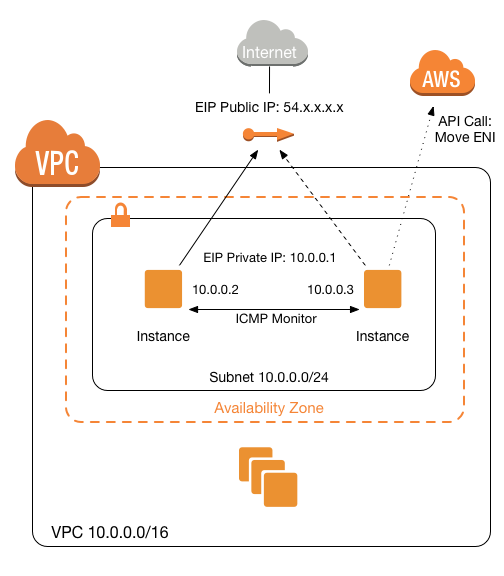 Internet
AWS
EIP Public IP: 54.x.x.x.x
API Call:
Move ENI
VPC
EIP Private IP: 10.0.0.1
10.0.0.2
10.0.0.3
ICMP Monitor
Instance
Instance
Subnet 10.0.0.0/24
Availability Zone
VPC 10.0.0.0/16